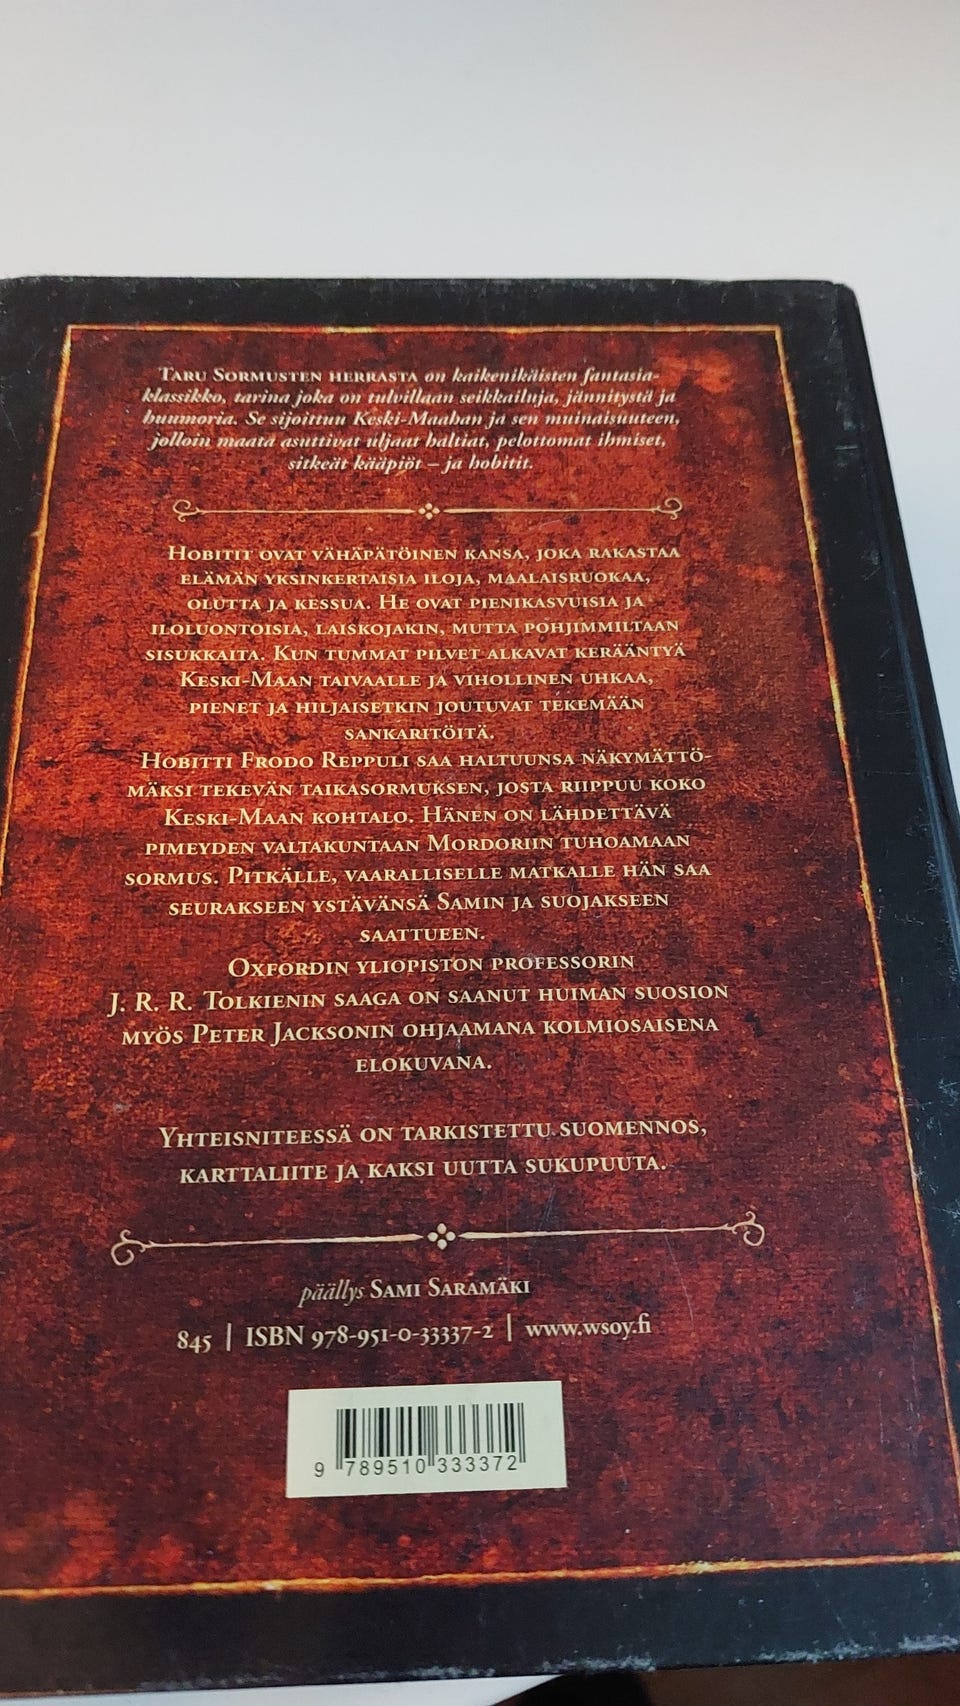 Taru Sormusten herrasta on kaikenikäisten fantasia-
klassikko, tarina joka on tulvillaan seikkailuja, jännitystä ja
huumoria. Se sijoittuu Keski-Maahan ja sen muinaisuuteen,
jolloin maata asuttivat uljaat haltiat, pelottomat ihmiset,
sitkeät kääpiöt – ja hobitit.
Hobitit ovat vähäpätöinen kansa, joka rakastaa
elämän yksinkertaisia iloja, maalaisruokaa,
olutta ja kessua. He ovat pienikasvuisia ja
iloluontoisia, laiskojakin, mutta pohjimmiltaan
sisukkaita. Kun tummat pilvet alkavat kerääntyä
Keski-Maan taivaalle ja vihollinen uhkaa,
pienet ja hiljaisetkin joutuvat tekemään
sankaritöitä.
Hobitti Frodo Reppuli saa haltuunsa näkymättö-
mäksi tekevän taikasormuksen, josta riippuu koko
Keski-Maan kohtalo. Hänen on lähdettävä
pimeyden valtakuntaan Mordoriin tuhoamaan
sormus. Pitkälle, vaaralliselle matkalle hän saa
seurakseen ystävänsä Samin ja suojakseen
saattueen.
Oxfordin yliopiston professorin
J. R. R. Tolkienin saaga on saanut huiman suosion
myös Peter Jacksonin ohjaamana kolmiosaisena
elokuvana.
Yhteisniteessä on tarkistettu suomennos,
karttaliite ja kaksi uutta sukupuuta.
päällys Sami Saramäki
845 | ISBN 978-951-0-33337-2 | www.wsoy.fi
9 789510 333372